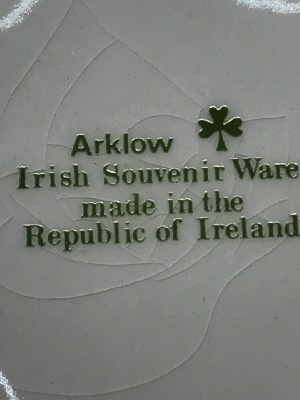 Arklow
Irish Souvenir Ware
made in the
Republic of Ireland